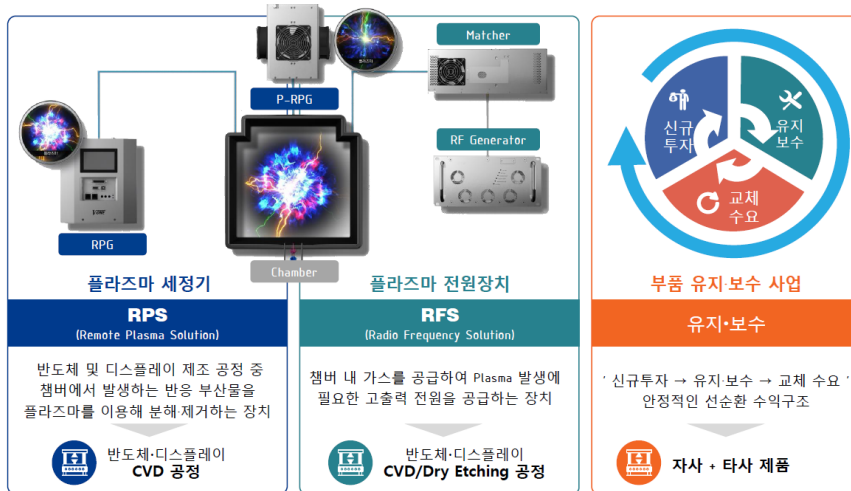 Matcher
P-RPG
RF Generator
RPG
Chamber
신규
투자
유지
보수
교체
수요
플라즈마 세정기
RPS
(Remote Plasma Solution)
반도체 및 디스플레이 제조 공정 중
챔버에서 발생하는 반응 부산물을
플라즈마를 이용해 분해·제거하는 장치
반도체·디스플레이
CVD 공정
플라즈마 전원장치
RFS
(Radio Frequency Solution)
챔버 내 가스를 공급하여 Plasma 발생에
필요한 고출력 전원을 공급하는 장치
반도체·디스플레이
CVD/Dry Etching 공정
부품 유지·보수 사업
유지•보수
' 신규투자 → 유지·보수 → 교체 수요 '
안정적인 선순환 수익구조
자사 + 타사 제품